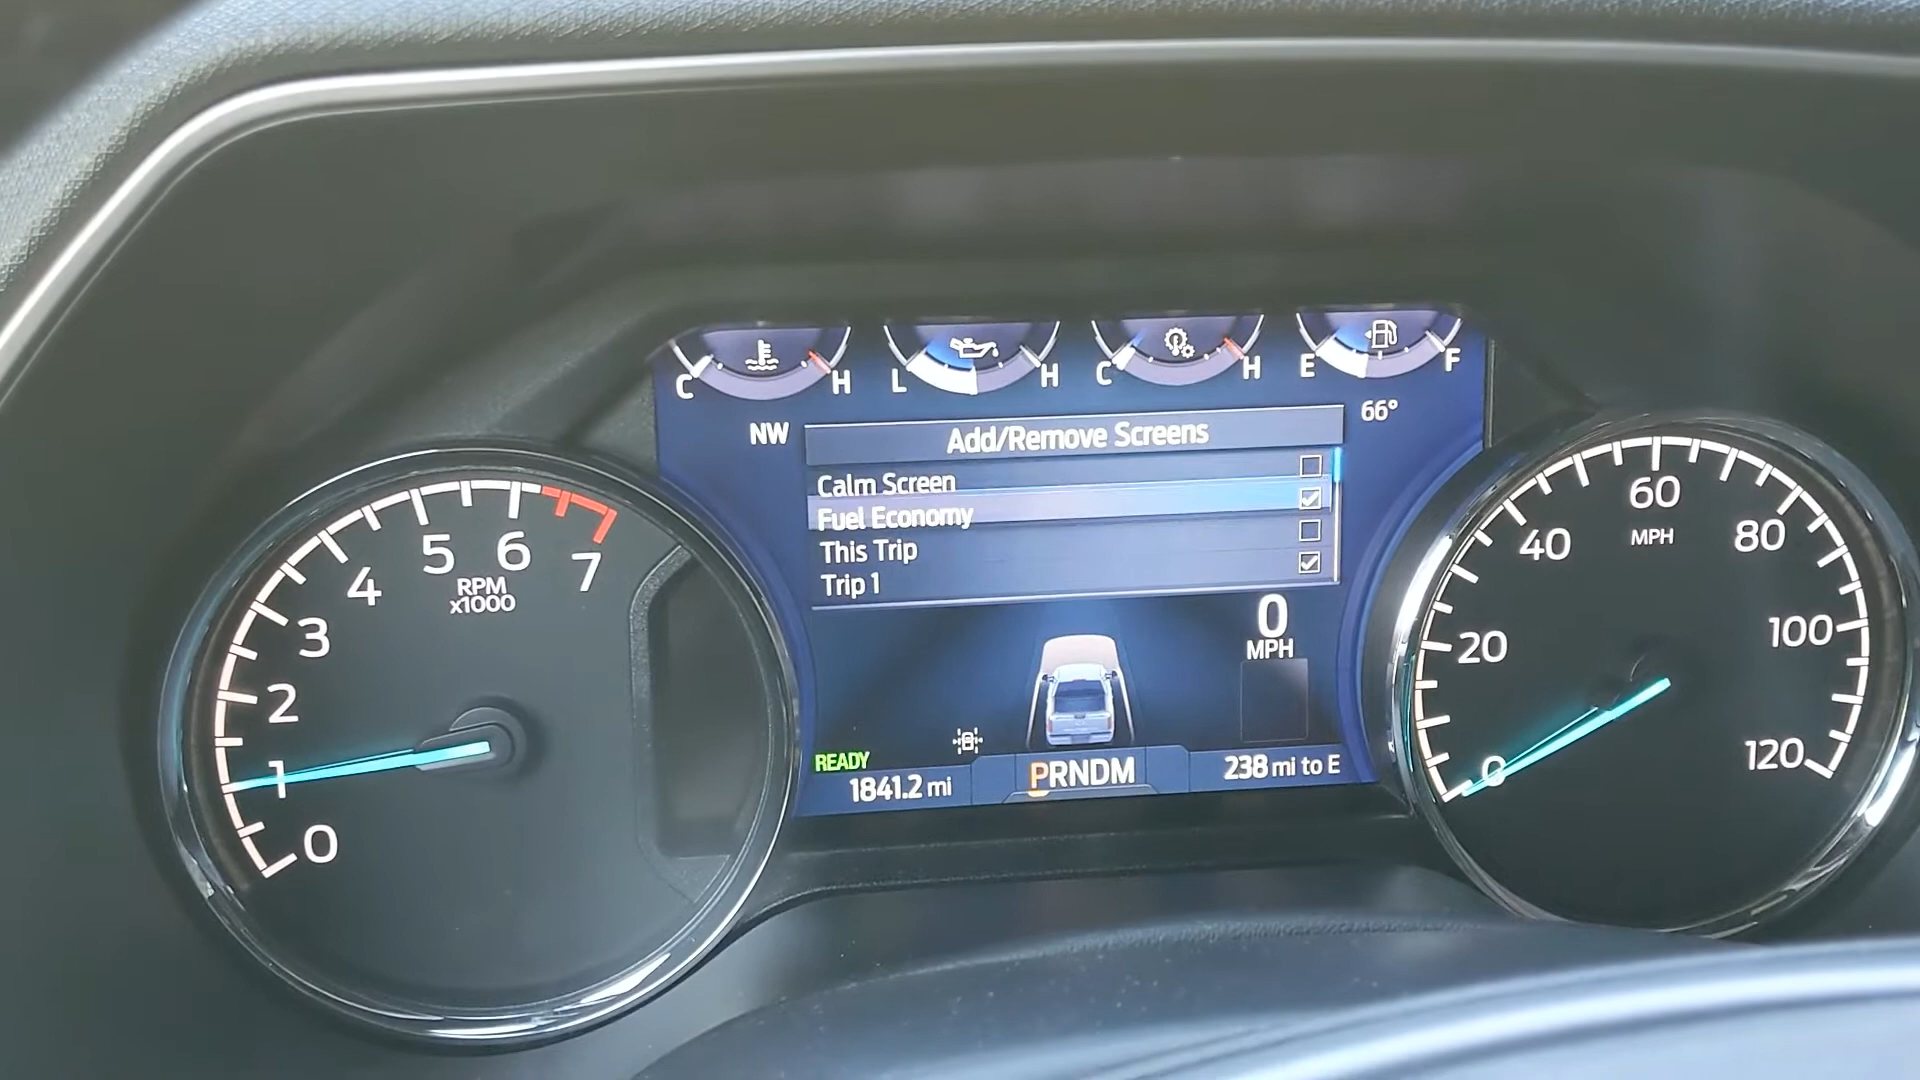 C H
L H
C H
E F
NW
66°
Add/Remove Screens
Calm Screen
Fuel Economy
This Trip
Trip 1
0
MPH
READY
1841.2 mi
PRNDM
238 mi to E
0
1
2
3
4
5
6
7
RPM
x1000
0
20
40
60
80
100
120
MPH